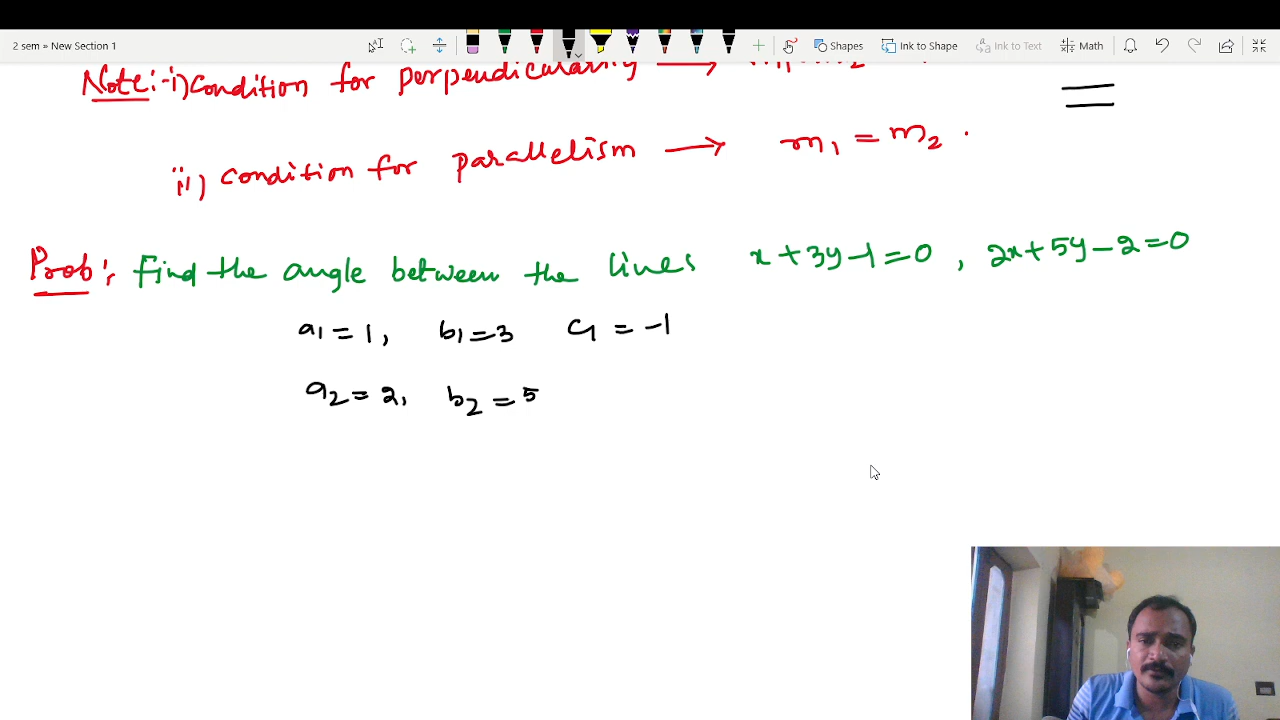 2 sem » New Section 1
Shapes
Ink to Shape
Ink to Text
Math
Note:-i) Condition for perpendicularity →
ii) condition for parallelism → m₁ = m₂ .
Prob: Find the angle between the lines x+3y-1=0 , 2x+5y-2=0
a₁ = 1, b₁ = 3 c₁ = -1
a₂ = 2, b₂ = 5